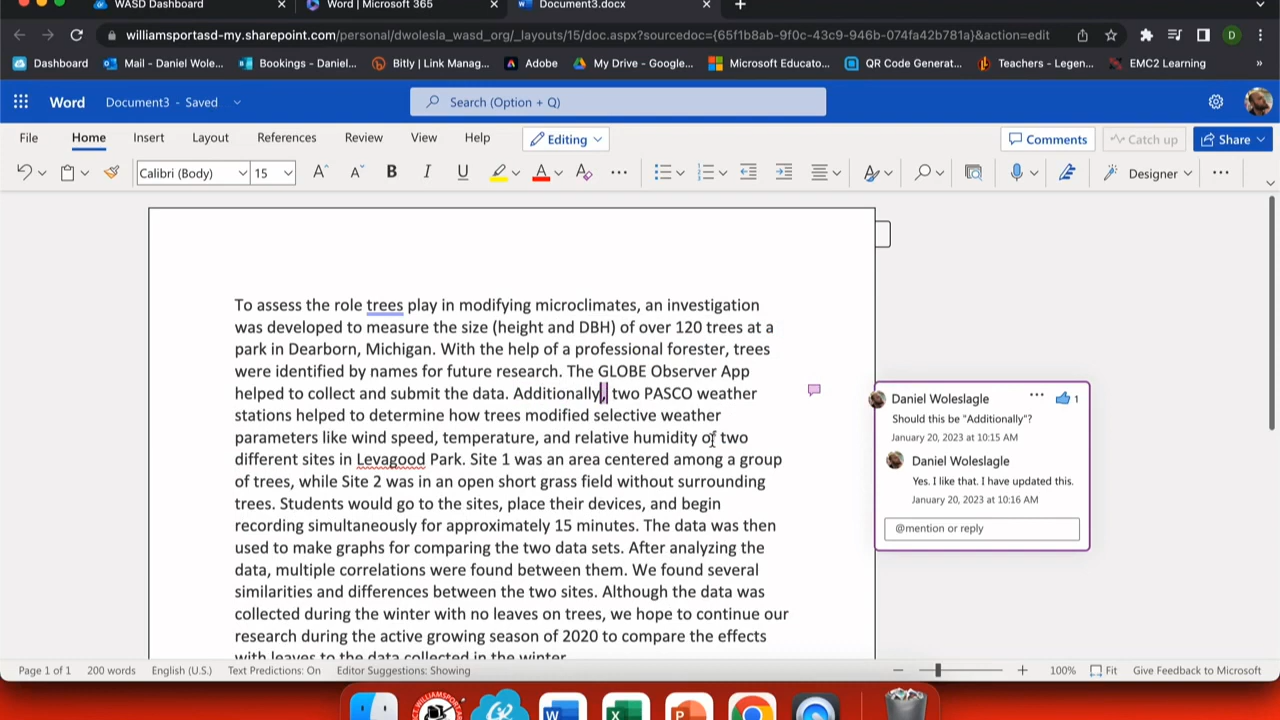 WASD Dashboard
Word | Microsoft 365
Document3.docx
williamsportasd-my.sharepoint.com/personal/dwolesla_wasd_org/_layouts/15/doc.aspx?sourcedoc={65f1b8ab-9f0c-43c9-946b-074fa42b781a}&action=edit
D
Dashboard
Mail - Daniel Wole...
Bookings - Daniel...
Bitly | Link Manag...
Adobe
My Drive - Google...
Microsoft Educato...
QR Code Generat...
Teachers - Legen...
EMC2 Learning
»
Word
Document3 - Saved
Search (Option + Q)
File
Home
Insert
Layout
References
Review
View
Help
Editing
Comments
Catch up
Share
Calibri (Body)
15
A
A
B
I
U
A
A
Designer
To assess the role trees play in modifying microclimates, an investigation
was developed to measure the size (height and DBH) of over 120 trees at a
park in Dearborn, Michigan. With the help of a professional forester, trees
were identified by names for future research. The GLOBE Observer App
helped to collect and submit the data. Additionally, two PASCO weather
stations helped to determine how trees modified selective weather
parameters like wind speed, temperature, and relative humidity of two
different sites in Levagood Park. Site 1 was an area centered among a group
of trees, while Site 2 was in an open short grass field without surrounding
trees. Students would go to the sites, place their devices, and begin
recording simultaneously for approximately 15 minutes. The data was then
used to make graphs for comparing the two data sets. After analyzing the
data, multiple correlations were found between them. We found several
similarities and differences between the two sites. Although the data was
collected during the winter with no leaves on trees, we hope to continue our
research during the active growing season of 2020 to compare the effects
with leaves to the data collected in the winter.
Daniel Woleslagle
1
Should this be "Additionally"?
January 20, 2023 at 10:15 AM
Daniel Woleslagle
Yes. I like that. I have updated this.
January 20, 2023 at 10:16 AM
@mention or reply
Page 1 of 1
200 words
English (U.S.)
Text Predictions: On
Editor Suggestions: Showing
100%
Fit
Give Feedback to Microsoft
W
X
P